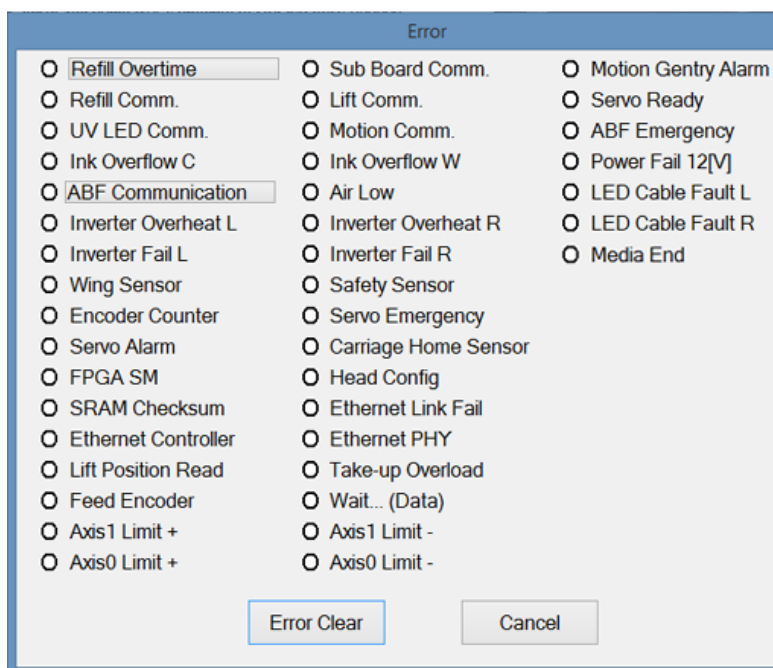 Error
Refill Overtime
Sub Board Comm.
Motion Gentry Alarm
Refill Comm.
Lift Comm.
Servo Ready
UV LED Comm.
Motion Comm.
ABF Emergency
Ink Overflow C
Ink Overflow W
Power Fail 12[V]
ABF Communication
Air Low
LED Cable Fault L
Inverter Overheat L
Inverter Overheat R
LED Cable Fault R
Inverter Fail L
Inverter Fail R
Media End
Wing Sensor
Safety Sensor
Encoder Counter
Servo Emergency
Servo Alarm
Carriage Home Sensor
FPGA SM
Head Config
SRAM Checksum
Ethernet Link Fail
Ethernet Controller
Ethernet PHY
Lift Position Read
Take-up Overload
Feed Encoder
Wait... (Data)
Axis1 Limit +
Axis1 Limit -
Axis0 Limit +
Axis0 Limit -
Error Clear
Cancel